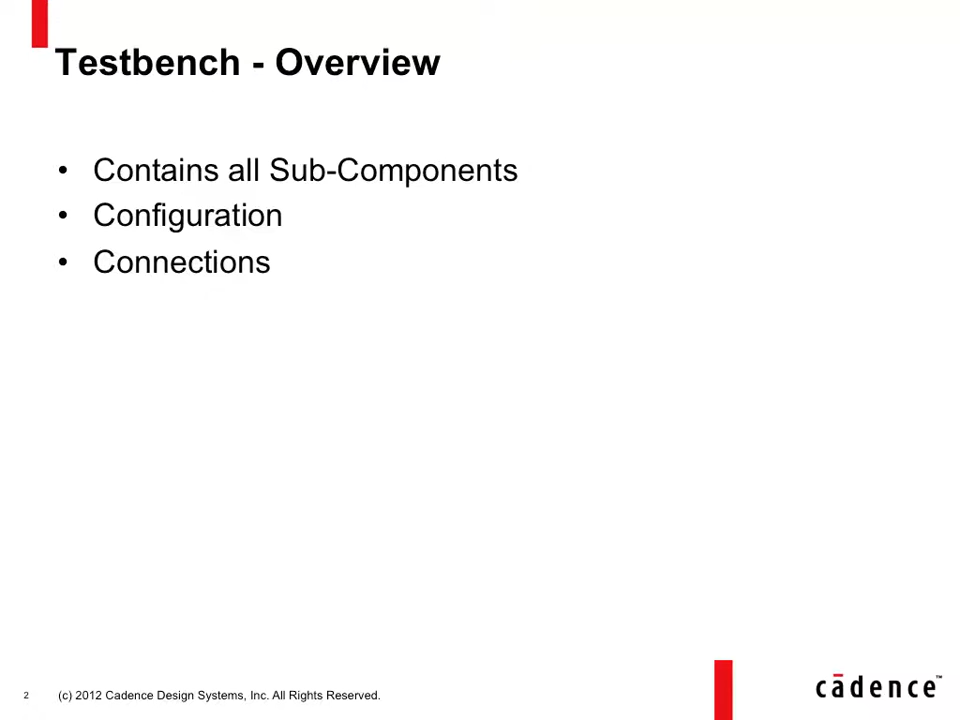 Testbench - Overview
• Contains all Sub-Components
• Configuration
• Connections
2 (c) 2012 Cadence Design Systems, Inc. All Rights Reserved.
cādence™